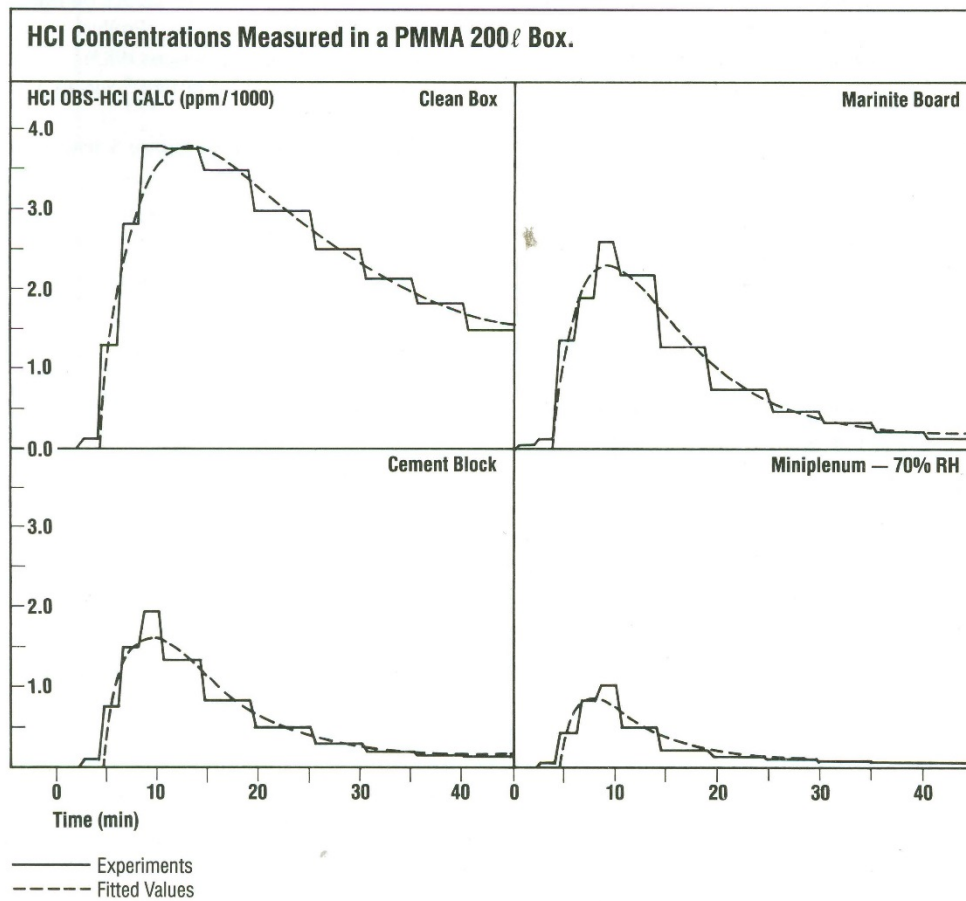 HCl Concentrations Measured in a PMMA 200ℓ Box.
HCl OBS-HCl CALC (ppm/1000)
Clean Box
4.0
3.0
2.0
1.0
0.0
Marinite Board
Cement Block
3.0
2.0
1.0
0
10
20
30
40
Time (min)
Miniplenum — 70% RH
0
10
20
30
40
Experiments
Fitted Values